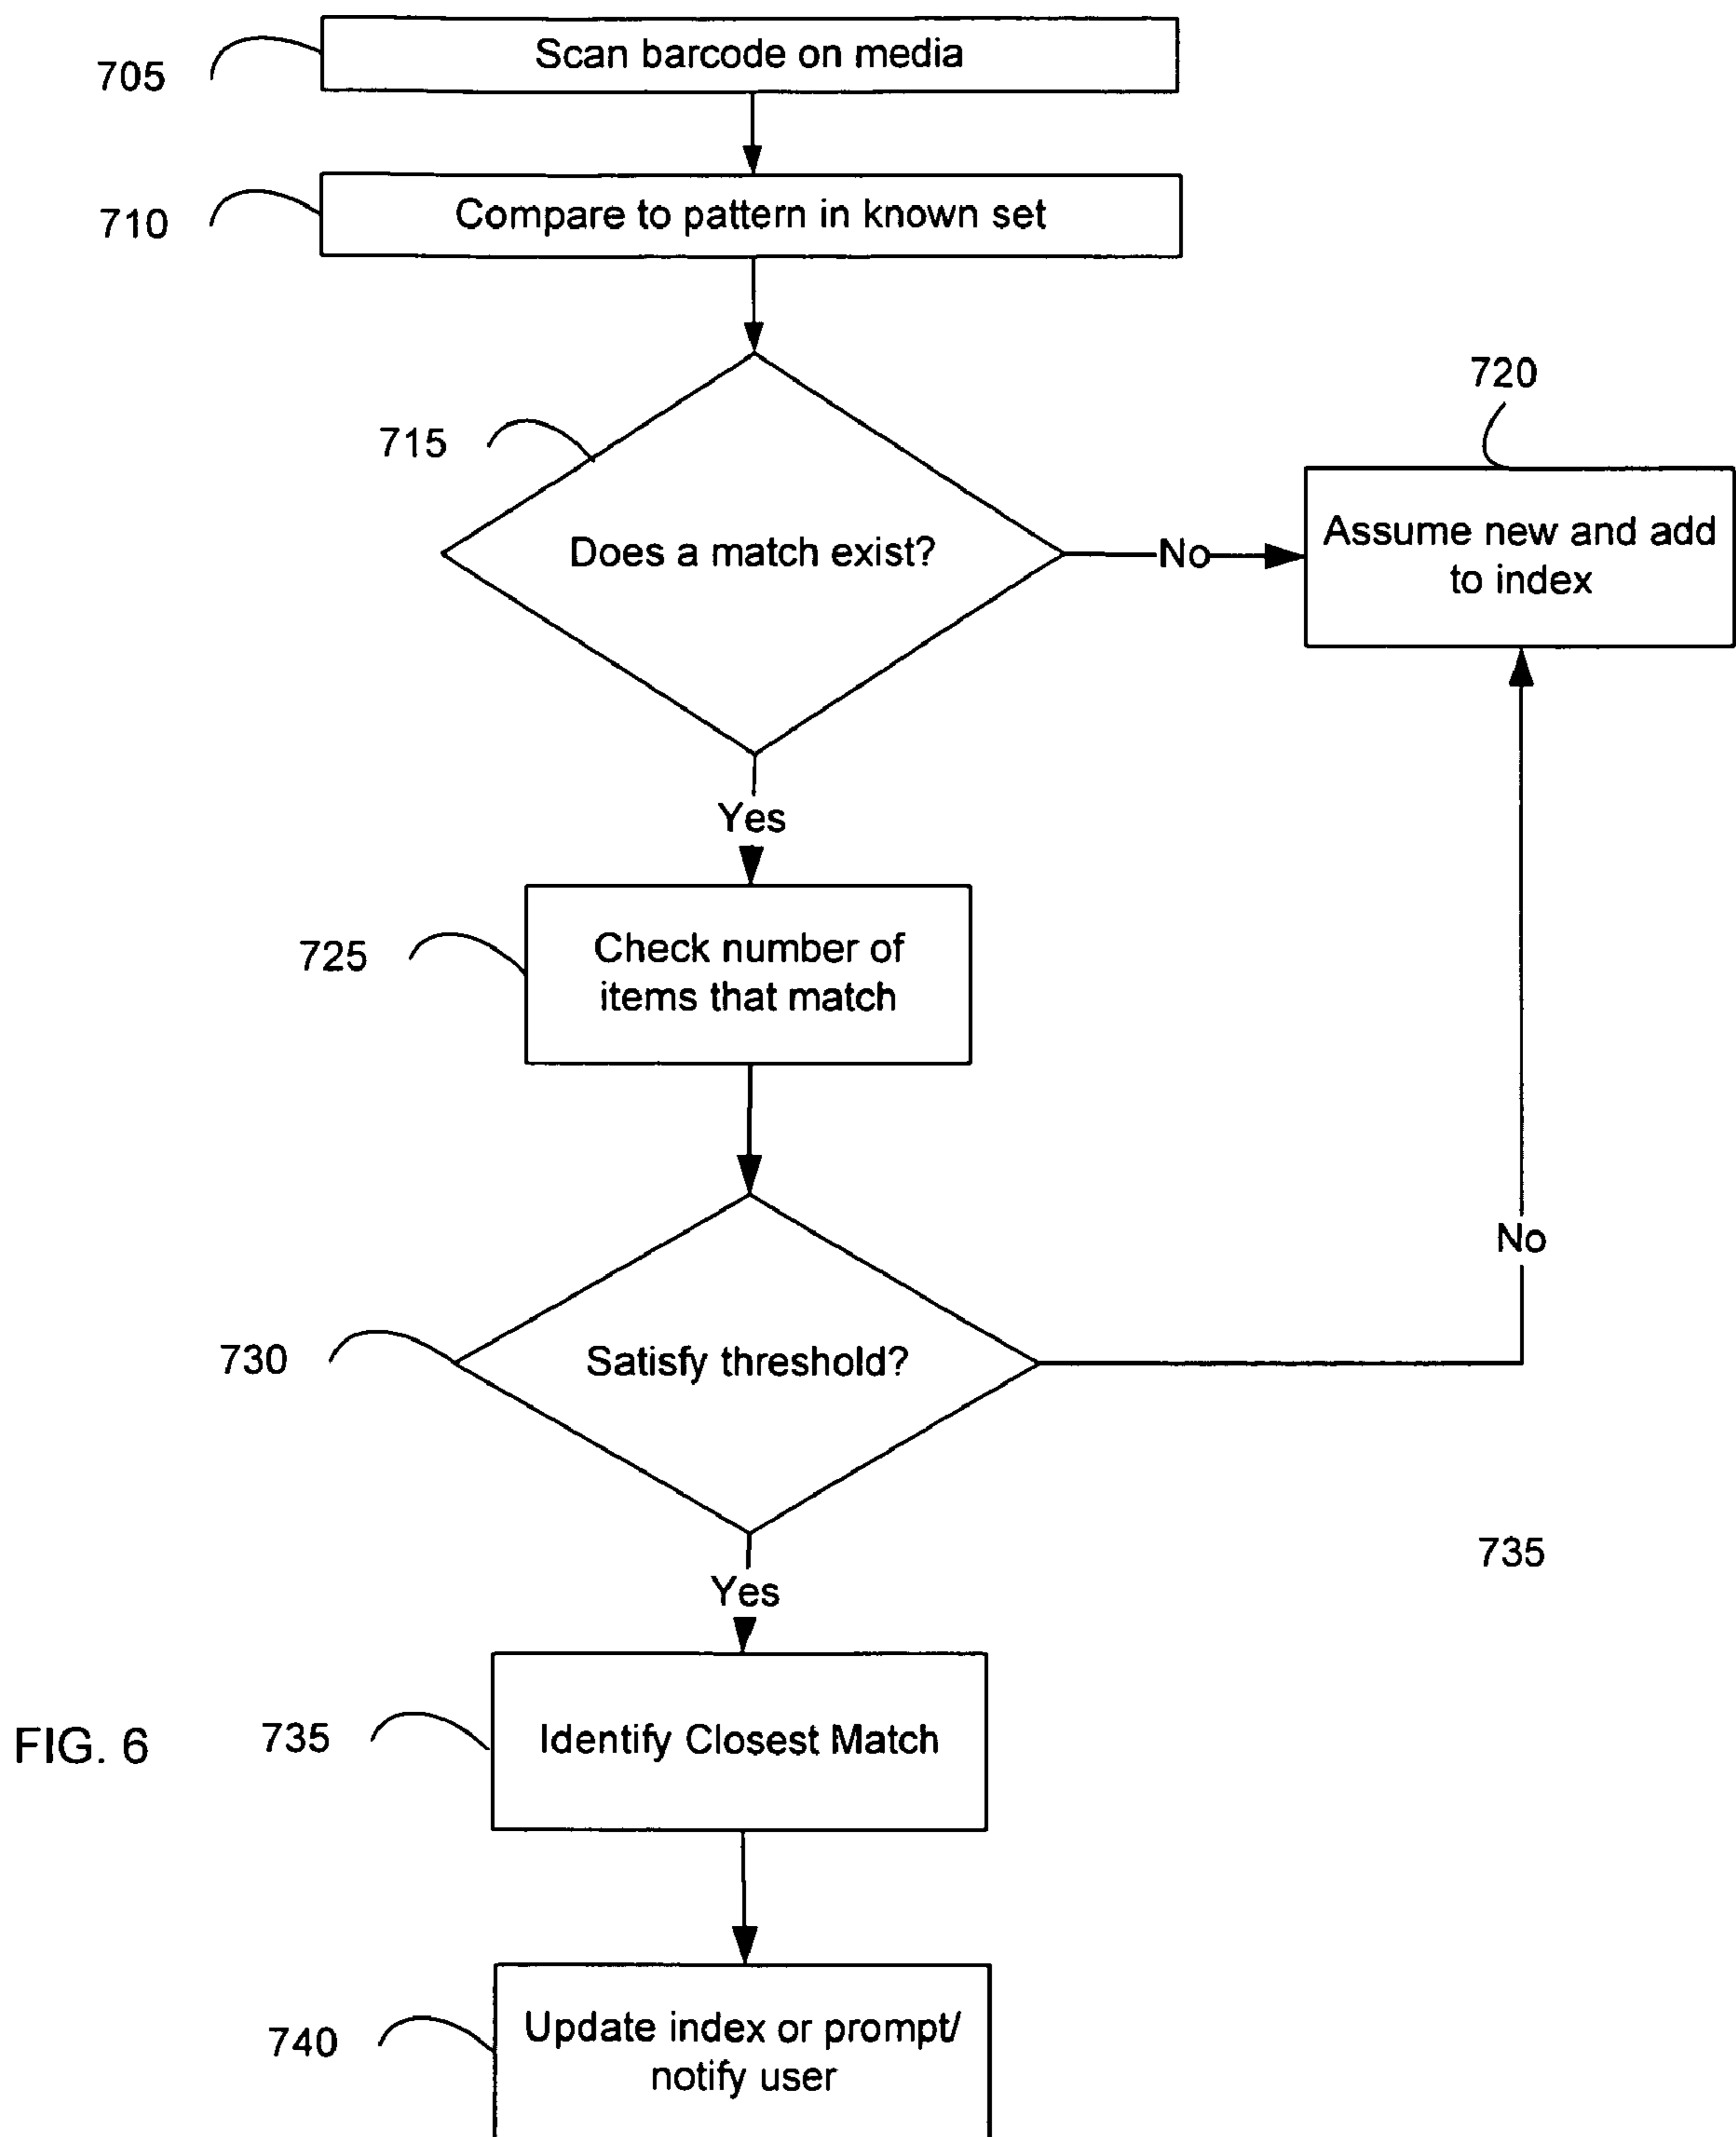 705
Scan barcode on media
710
Compare to pattern in known set
715
Does a match exist?
No
720
Assume new and add
to index
Yes
725
Check number of
items that match
730
Satisfy threshold?
No
735
Yes
FIG. 6
735
Identify Closest Match
740
Update index or prompt/
notify user